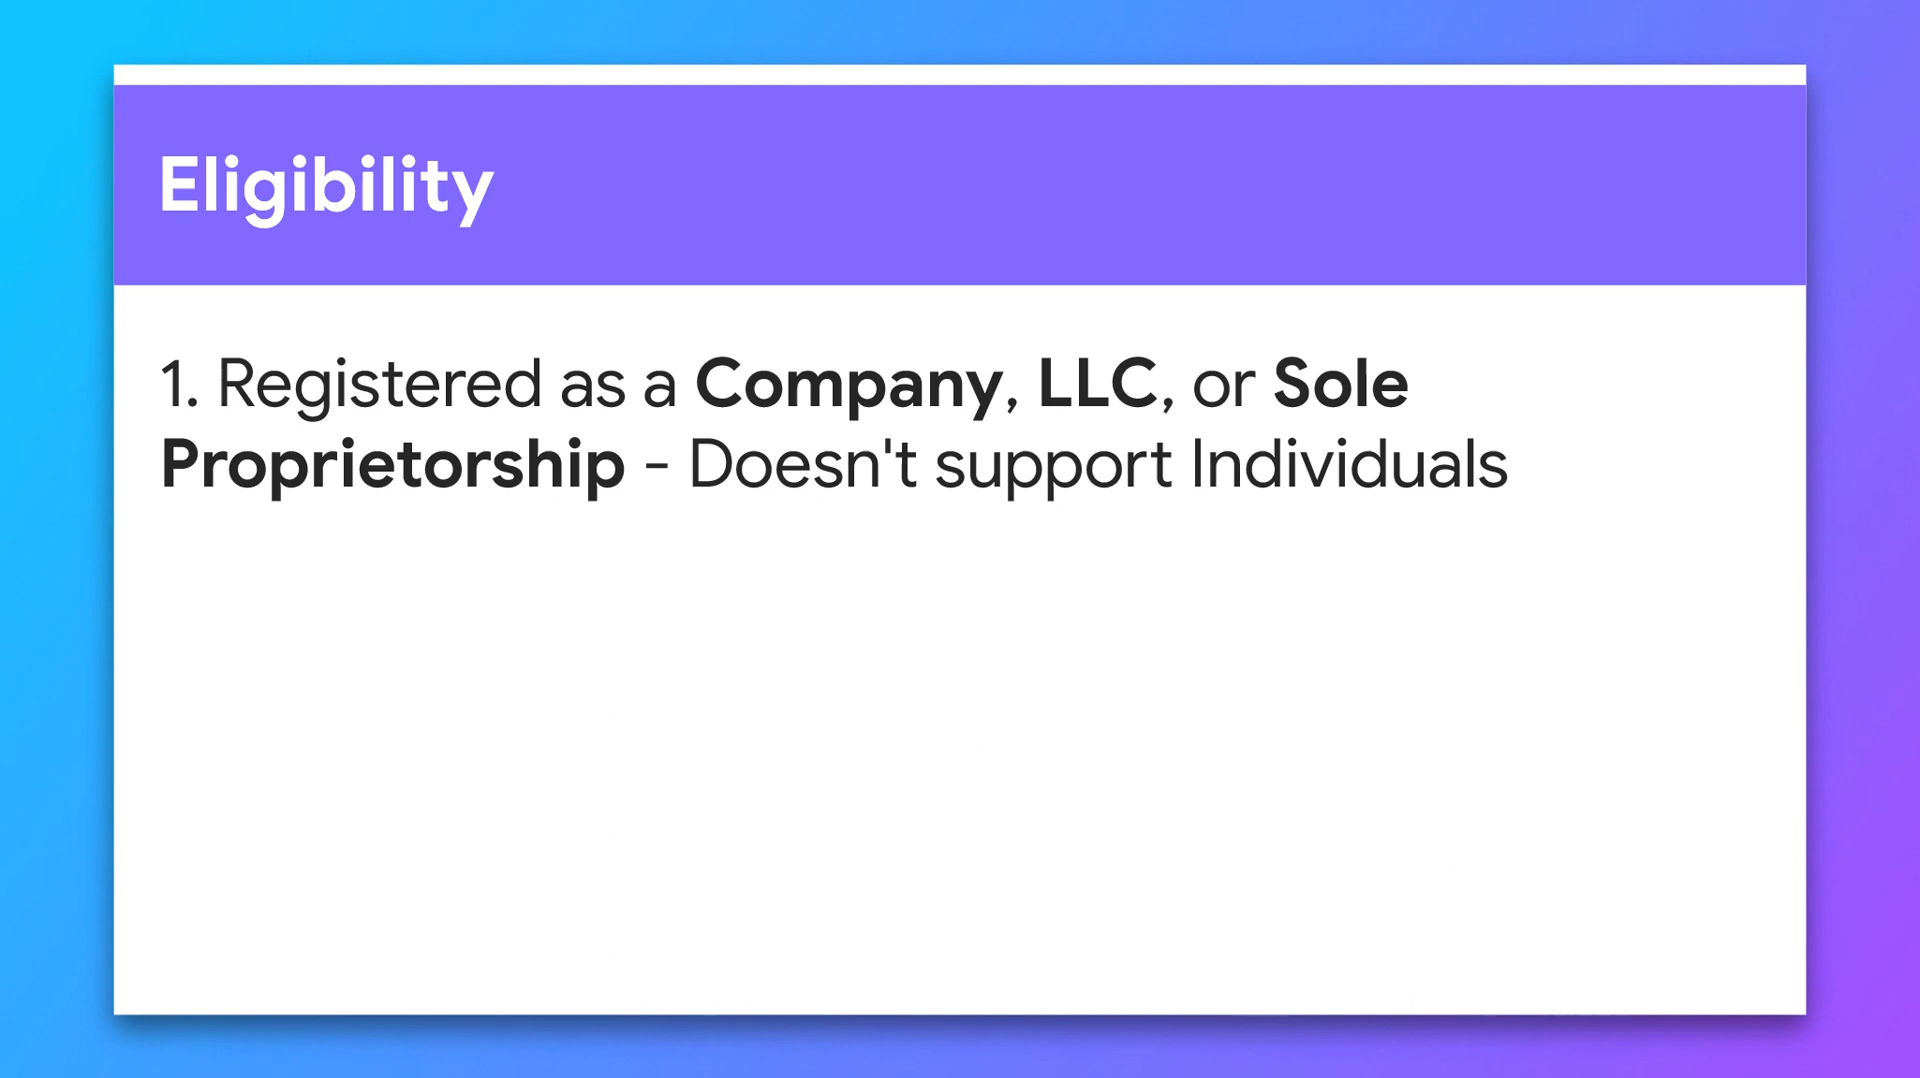 Eligibility
1. Registered as a Company, LLC, or Sole
Proprietorship - Doesn't support Individuals